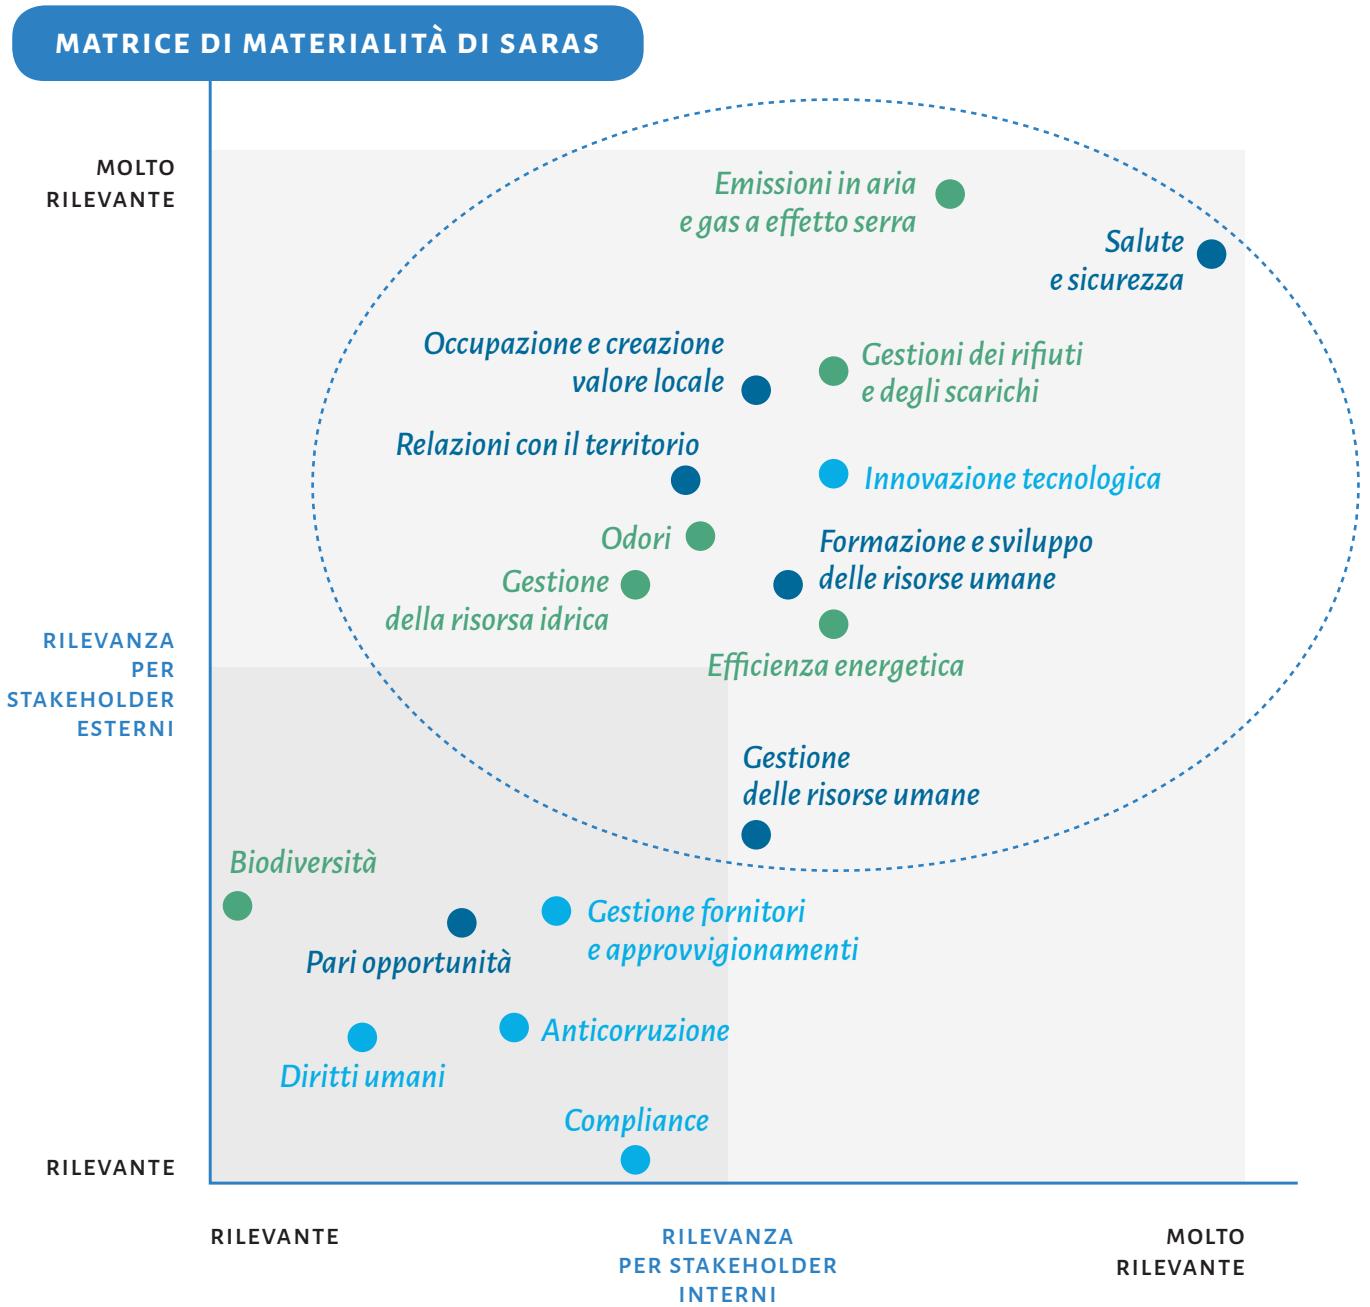 MATRICE DI MATERIALITÀ DI SARAS
MOLTO
RILEVANTE
Emissioni in aria
e gas a effetto serra
Salute
e sicurezza
Occupazione e creazione
valore locale
Gestioni dei rifiuti
e degli scarichi
Relazioni con il territorio
Innovazione tecnologica
Odori
Formazione e sviluppo
delle risorse umane
Gestione
della risorsa idrica
Efficienza energetica
RILEVANZA
PER
STAKEHOLDER
ESTERNI
Gestione
delle risorse umane
Biodiversità
Gestione fornitori
e approvvigionamenti
Pari opportunità
Anticorruzione
Diritti umani
Compliance
RILEVANTE
RILEVANTE
RILEVANZA
PER STAKEHOLDER
INTERNI
MOLTO
RILEVANTE